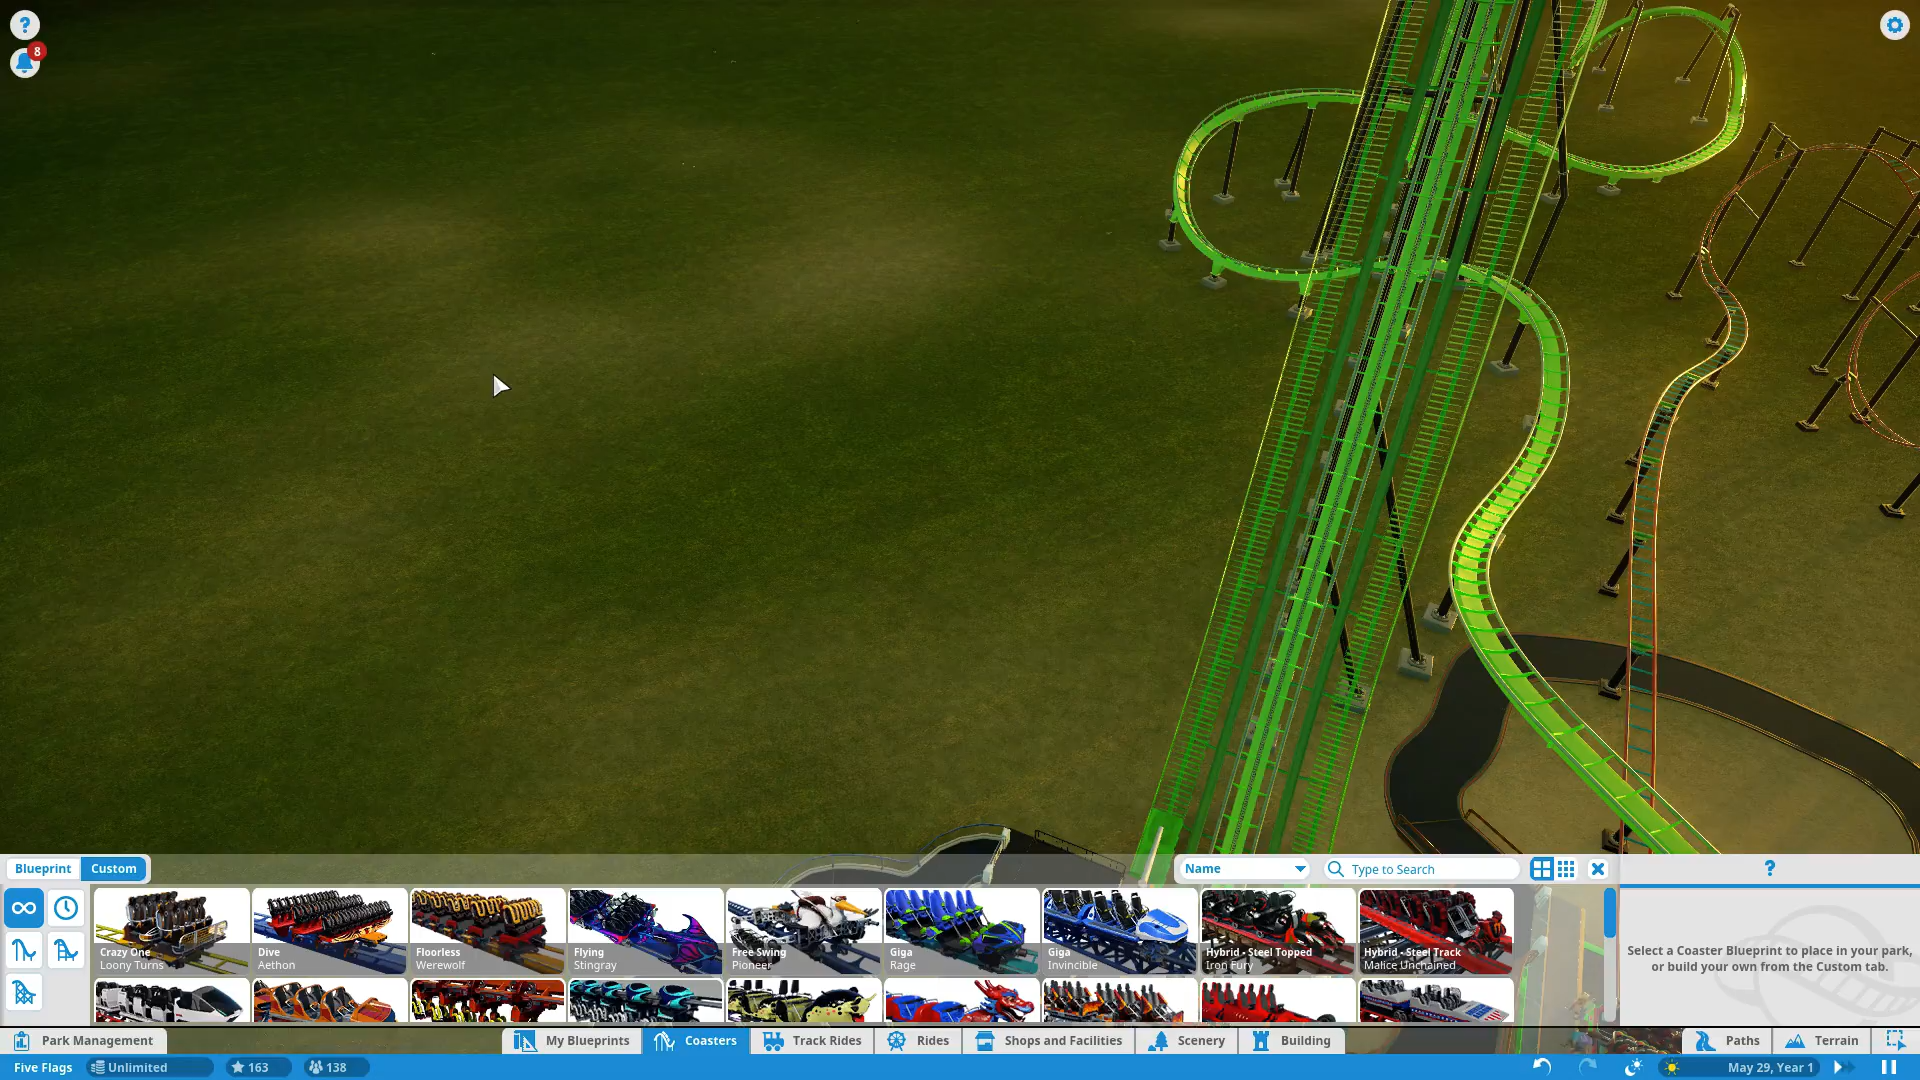 8
Blueprint
Custom
Name
Type to Search
Crazy One
Loony Turns
Dive
Aethon
Floorless
Werewolf
Flying
Stingray
Free Swing
Pioneer
Giga
Rage
Giga
Invincible
Hybrid - Steel Topped
Iron Fury
Hybrid - Steel Track
Malice Unchained
Select a Coaster Blueprint to place in your park,
or build your own from the Custom tab.
Park Management
My Blueprints
Coasters
Track Rides
Rides
Shops and Facilities
Scenery
Building
Paths
Terrain
Five Flags
Unlimited
163
138
May 29, Year 1